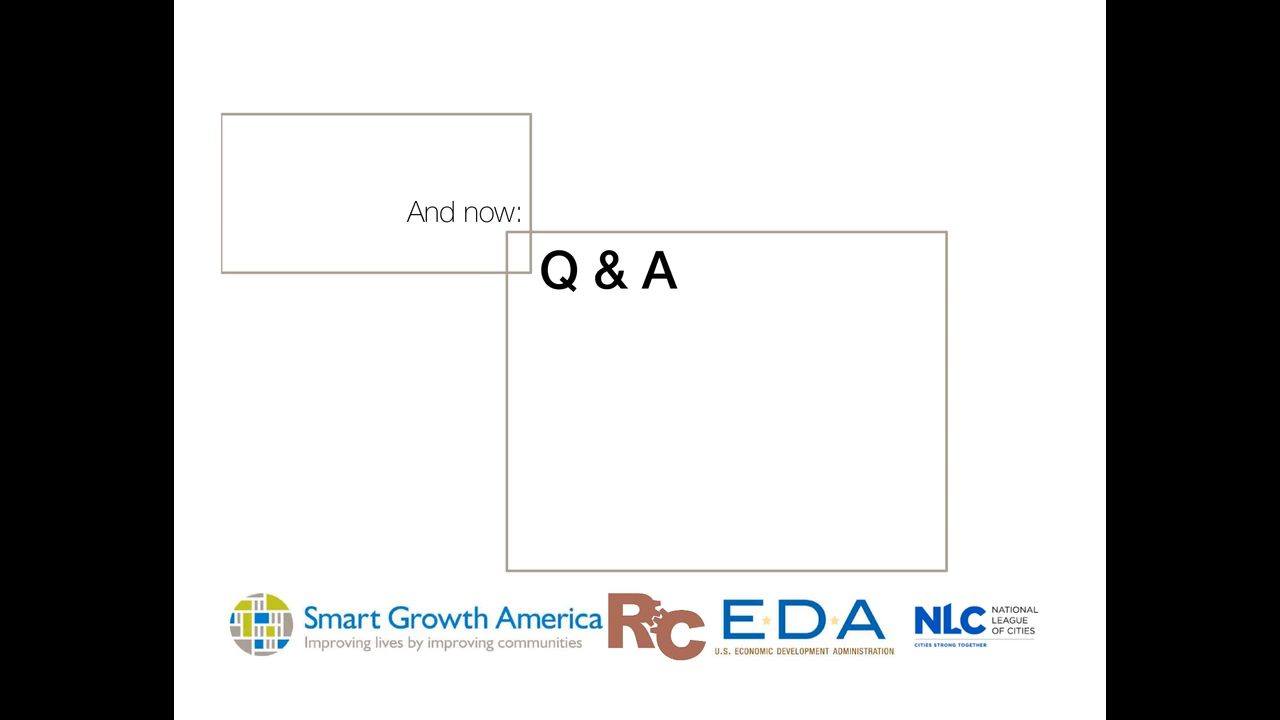 And now:
Q & A
Smart Growth America
Improving lives by improving communities
RC
E·D·A
U.S. ECONOMIC DEVELOPMENT ADMINISTRATION
NLC
NATIONAL
LEAGUE
OF CITIES
CITIES STRONG TOGETHER